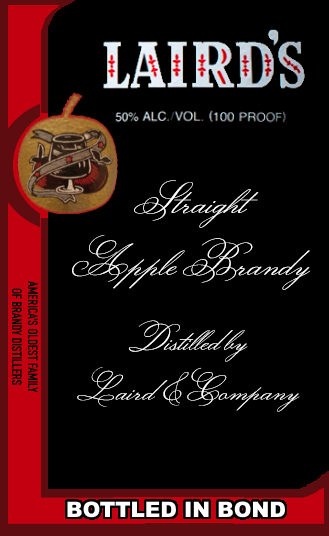 LAIRD'S
50% ALC./VOL. (100 PROOF)
Straight
Apple Brandy
Distilled by
Laird & Company
AMERICA'S OLDEST FAMILY
OF BRANDY DISTILLERS
BOTTLED IN BOND